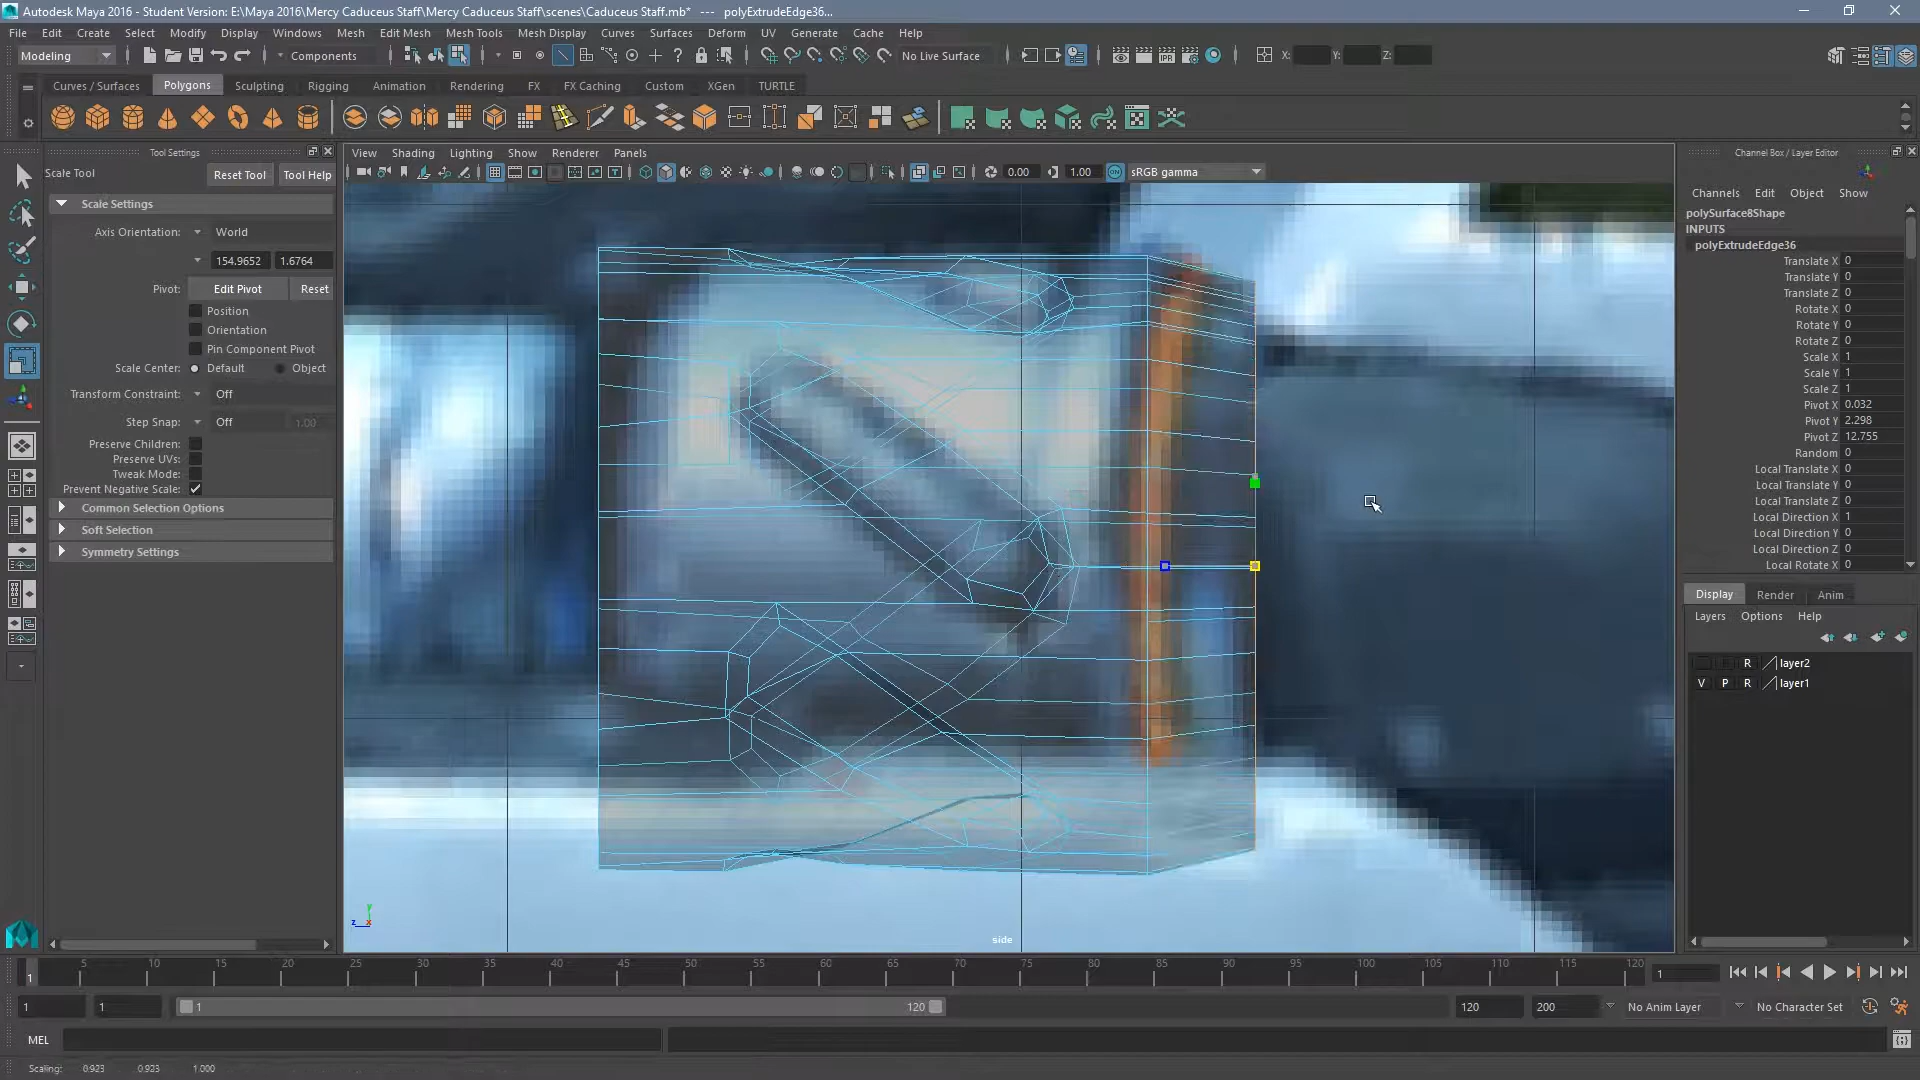 Autodesk Maya 2016 - Student Version: E:\Maya 2016\Mercy Caduceus Staff\Mercy Caduceus Staff\scenes\Caduceus Staff.mb* --- polyExtrudeEdge36...
File Edit Create Select Modify Display Windows Mesh Edit Mesh Mesh Tools Mesh Display Curves Surfaces Deform UV Generate Cache Help
Modeling Components No Live Surface X: Y: Z:
Curves / Surfaces Polygons Sculpting Rigging Animation Rendering FX FX Caching Custom XGen TURTLE
Tool Settings
Scale Tool Reset Tool Tool Help
Scale Settings
Axis Orientation: World
154.9652 1.6764
Pivot: Edit Pivot Reset
Position
Orientation
Pin Component Pivot
Scale Center: Default Object
Transform Constraint: Off
Step Snap: Off 1.00
Preserve Children:
Preserve UVs:
Tweak Mode:
Prevent Negative Scale:
Common Selection Options
Soft Selection
Symmetry Settings
View Shading Lighting Show Renderer Panels
0.00 1.00 sRGB gamma
side
y
z x
Channel Box / Layer Editor
Channels Edit Object Show
polySurface8Shape
INPUTS
polyExtrudeEdge36
Translate X 0
Translate Y 0
Translate Z 0
Rotate X 0
Rotate Y 0
Rotate Z 0
Scale X 1
Scale Y 1
Scale Z 1
Pivot X 0.032
Pivot Y 2.298
Pivot Z 12.755
Random 0
Local Translate X 0
Local Translate Y 0
Local Translate Z 0
Local Direction X 1
Local Direction Y 0
Local Direction Z 0
Local Rotate X 0
Display Render Anim
Layers Options Help
R layer2
V P R layer1
5 10 15 20 25 30 35 40 45 50 55 60 65 70 75 80 85 90 95 100 105 110 115 120
1 1
1 1 1 120 120 200 No Anim Layer No Character Set
MEL
Scaling: 0.923 0.923 1.000